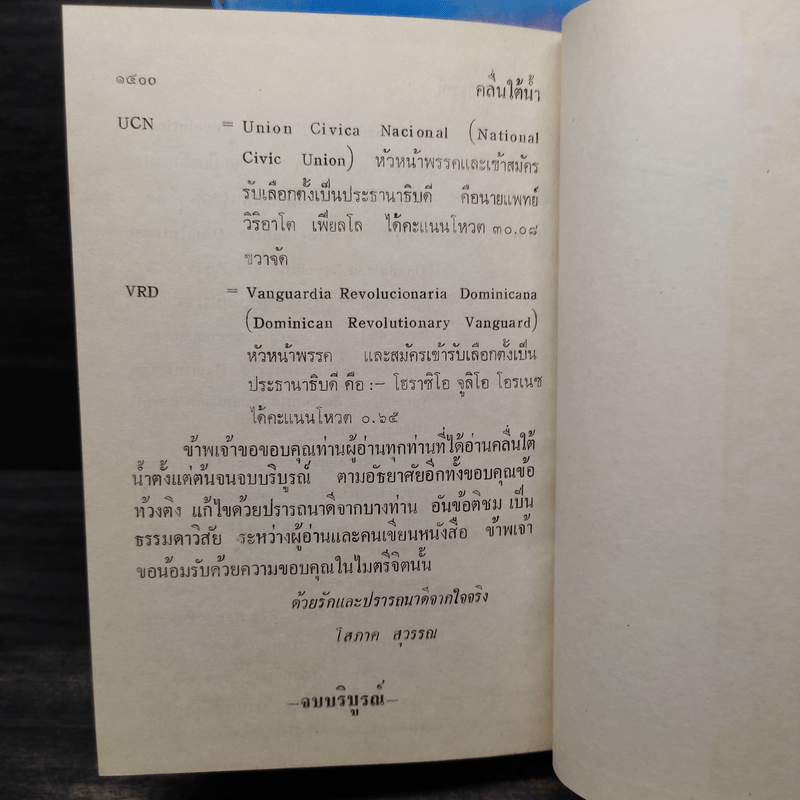 ๑๔๐๐
คลื่นใต้น้ำ
UCN = Union Civica Nacional (National
Civic Union) หัวหน้าพรรคและเข้าสมัคร
รับเลือกตั้งเป็นประธานาธิบดี คือนายแพทย์
วิริอาโต เฟียลโล ได้คะแนนโหวต ๓๐.๐๘
ขวาจัด
VRD = Vanguardia Revolucionaria Dominicana
(Dominican Revolutionary Vanguard)
หัวหน้าพรรค และสมัครเข้ารับเลือกตั้งเป็น
ประธานาธิบดี คือ :– โฮราซิโอ จูลิโอ โอรเนซ
ได้คะแนนโหวต ๐.๖๕
ข้าพเจ้าขอขอบคุณท่านผู้อ่านทุกท่านที่ได้อ่านคลื่นใต้
น้ำตั้งแต่ต้นจนจบบริบูรณ์ ตามอัธยาศัยอีกทั้งขอบคุณข้อ
ท้วงติง แก้ไขด้วยปรารถนาดีจากบางท่าน อันข้อติชม เป็น
ธรรมดาวิสัย ระหว่างผู้อ่านและคนเขียนหนังสือ ข้าพเจ้า
ขอน้อมรับด้วยความขอบคุณในไมตรีจิตนั้น
ด้วยรักและปรารถนาดีจากใจจริง
โสภาค สุวรรณ
–จบบริบูรณ์–